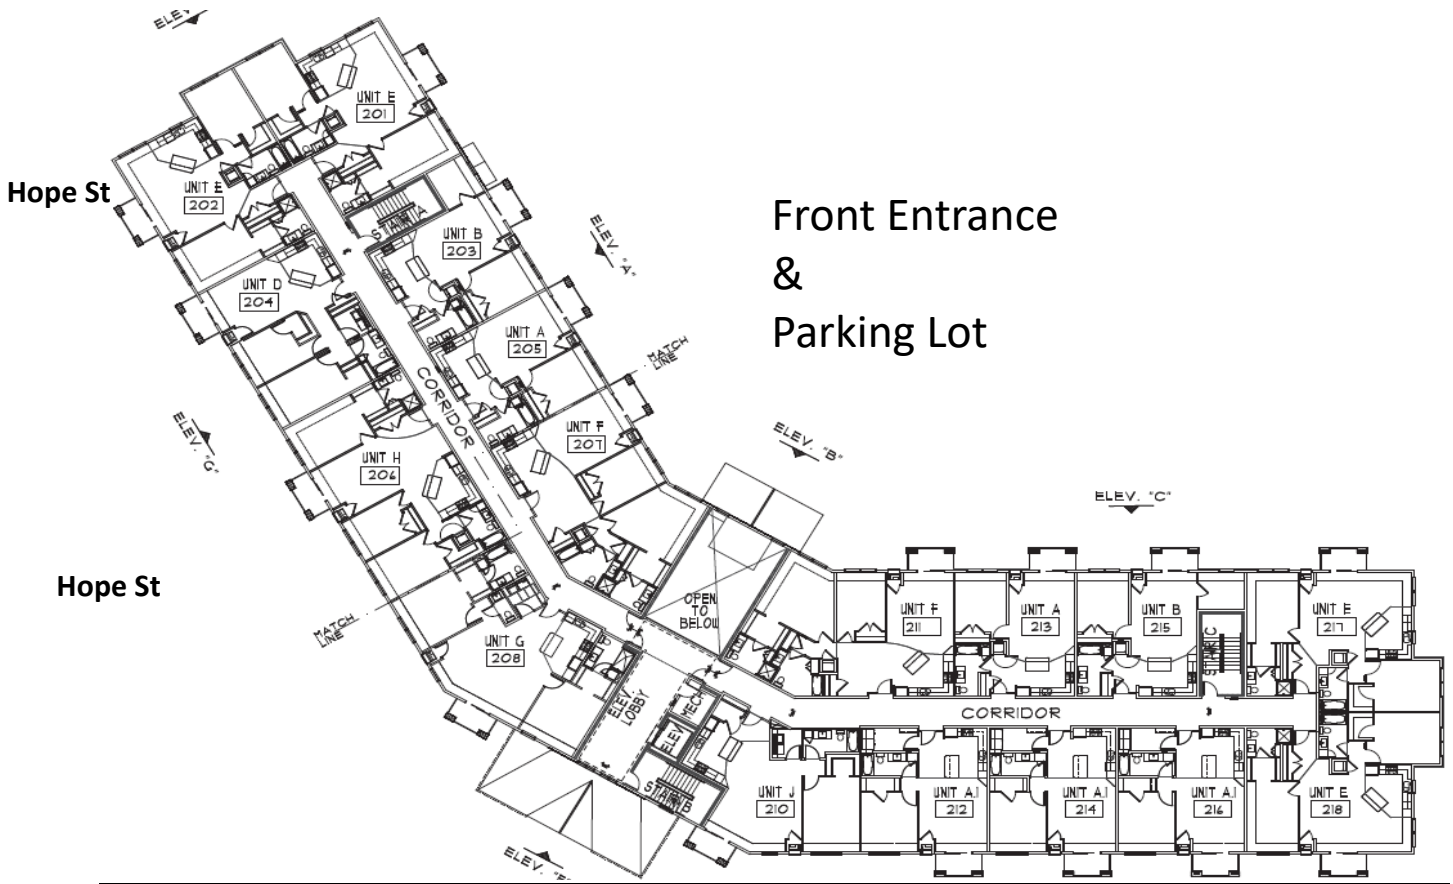 ELEV.
UNIT E
201
Hope St
UNIT E
202
STAIR A
UNIT B
203
ELEV. "A"
Front Entrance
&
Parking Lot
UNIT D
204
UNIT A
205
MATCH
LINE
CORRIDOR
ELEV. "G"
UNIT F
207
UNIT H
206
ELEV. "B"
ELEV. "C"
Hope St
OPEN
TO
BELOW
MATCH
LINE
UNIT G
208
UNIT F
211
UNIT A
213
UNIT B
215
STAIR C
UNIT E
217
ELEV
LOBBY
MECH
ELEV
CORRIDOR
STAIR B
UNIT J
210
UNIT A.1
212
UNIT A.1
214
UNIT A.1
216
UNIT E
218
ELEV.